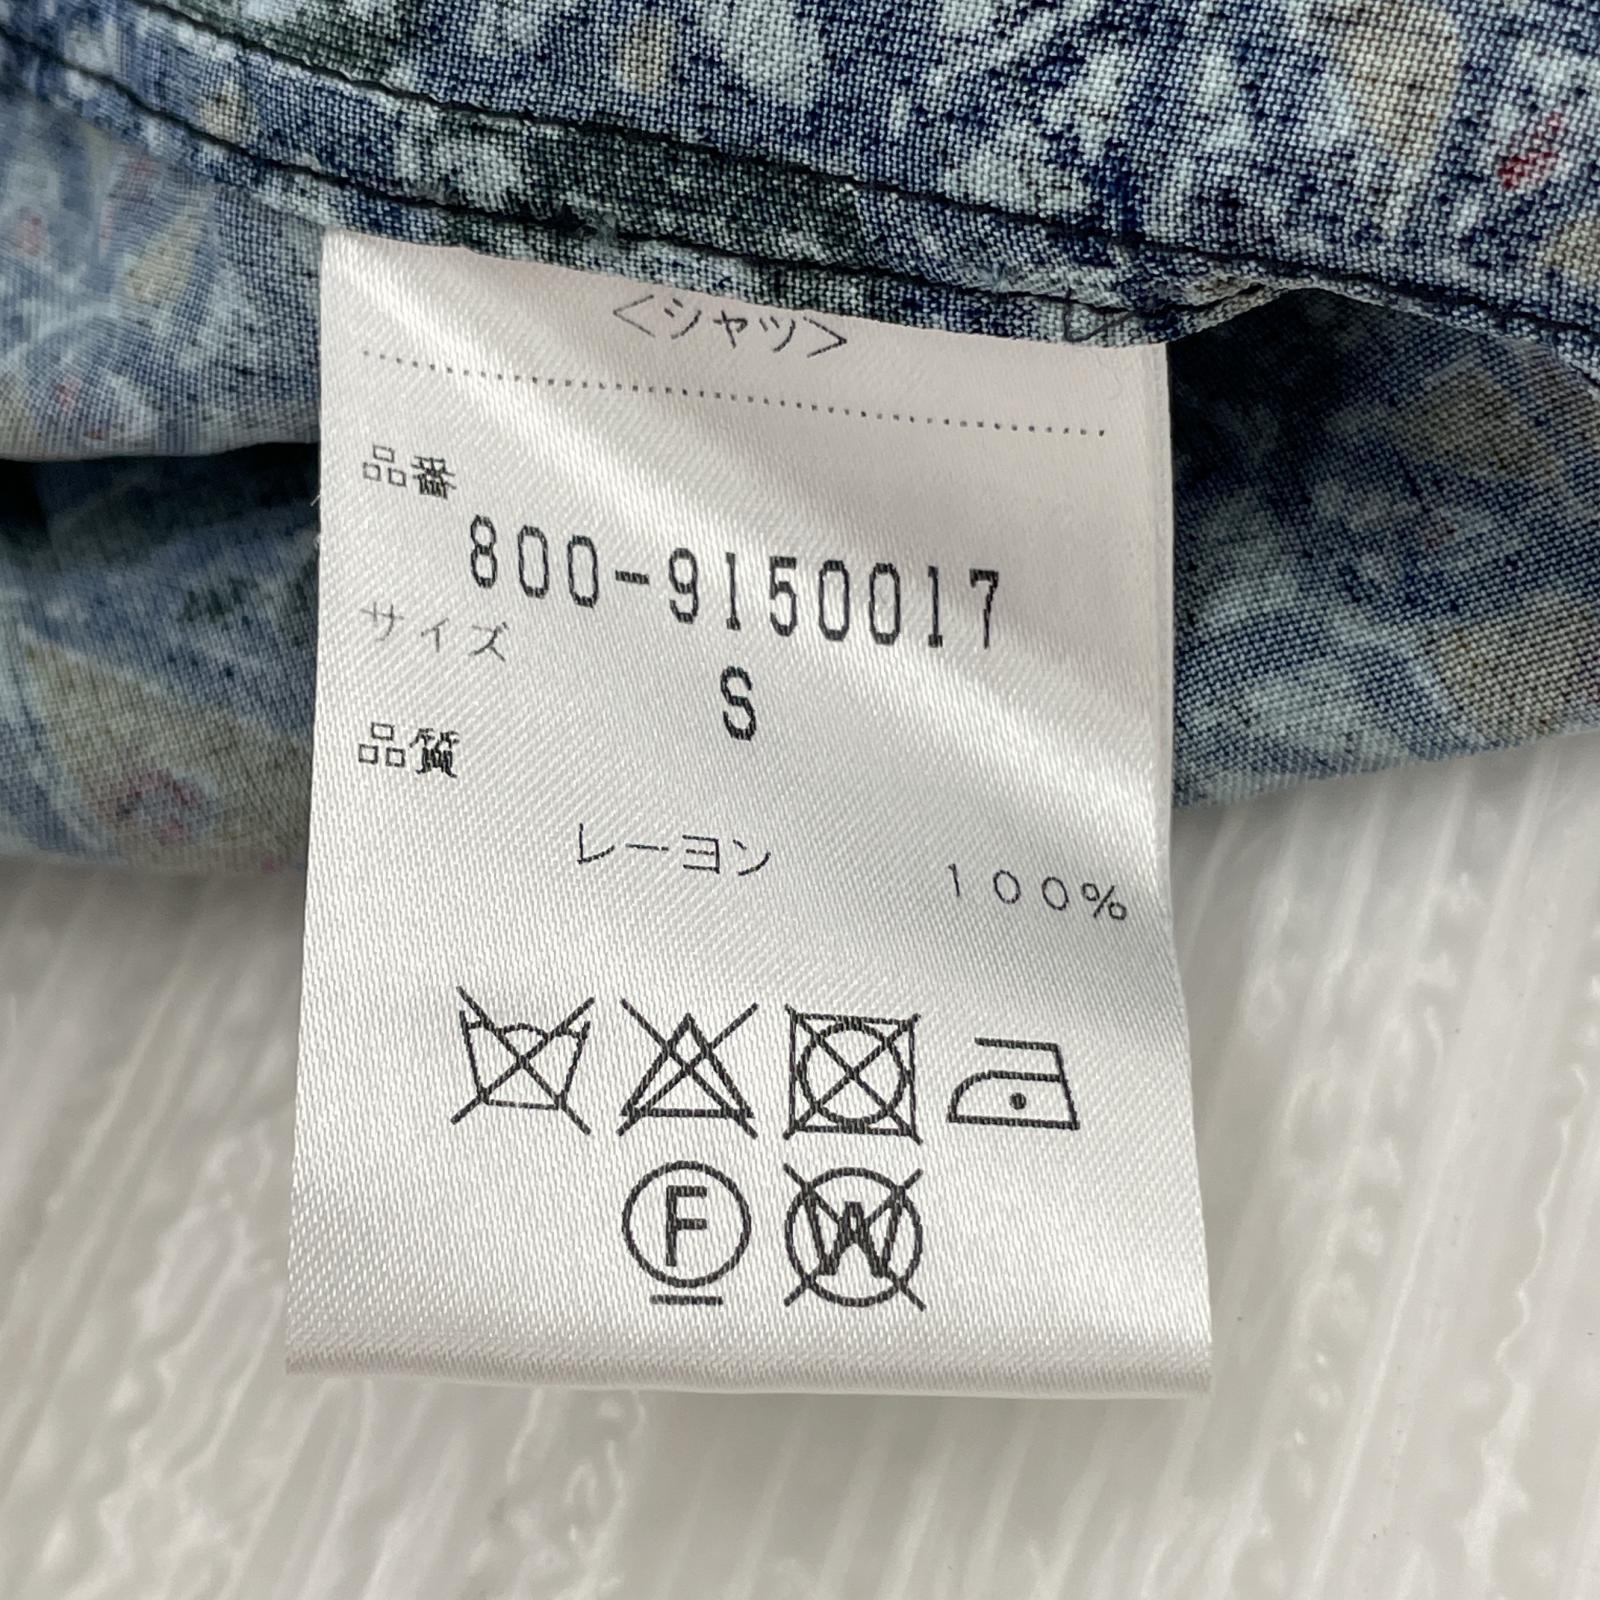 <シャツ>
品番
800-9150017
サイズ
S
品質
レーヨン 100%
F
W